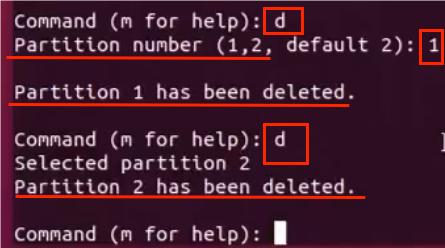 Command (m for help): d
Partition number (1,2, default 2): 1
Partition 1 has been deleted.
Command (m for help): d
Selected partition 2
Partition 2 has been deleted.
Command (m for help):